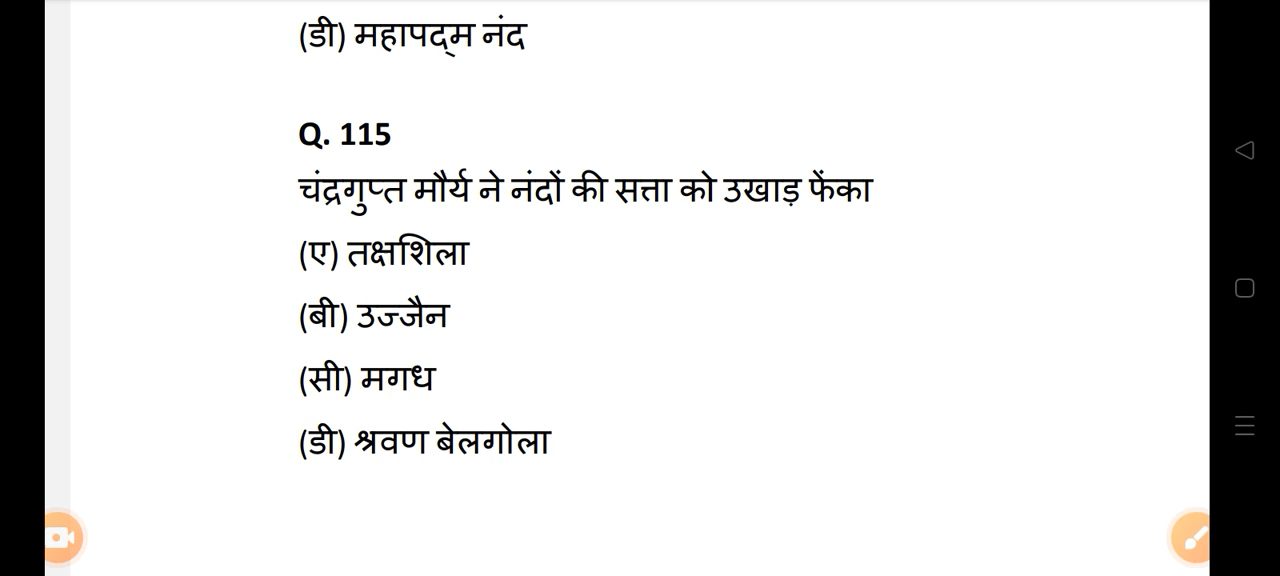 (डी) महापद्म नंद
Q. 115
चंद्रगुप्त मौर्य ने नंदों की सत्ता को उखाड़ फेंका
(ए) तक्षशिला
(बी) उज्जैन
(सी) मगध
(डी) श्रवण बेलगोला